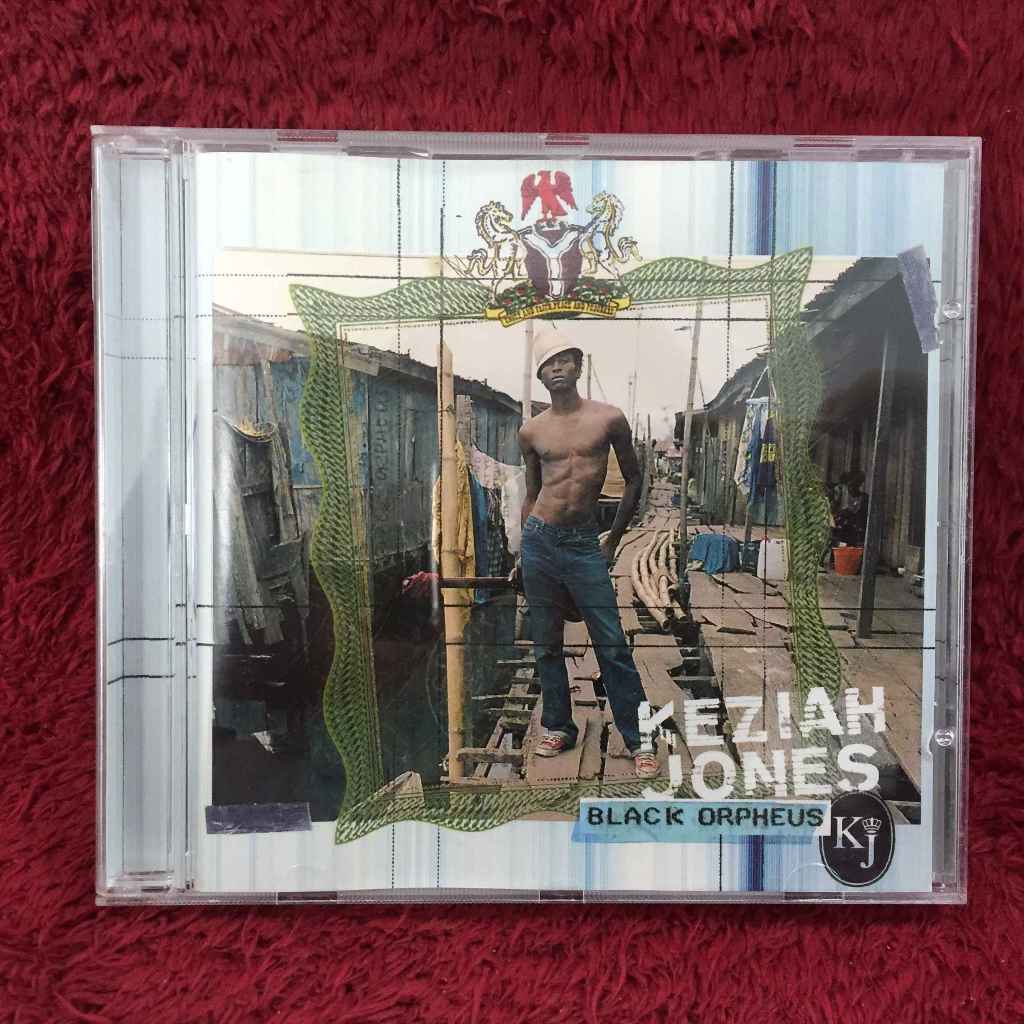 KEZIAH
JONES
BLACK ORPHEUS
KJ